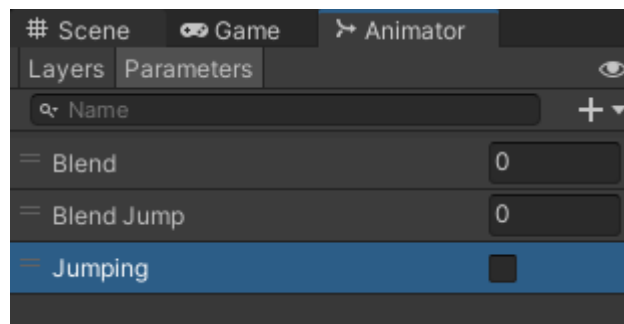 Scene Game Animator
Layers Parameters
Name
Blend 0
Blend Jump 0
Jumping